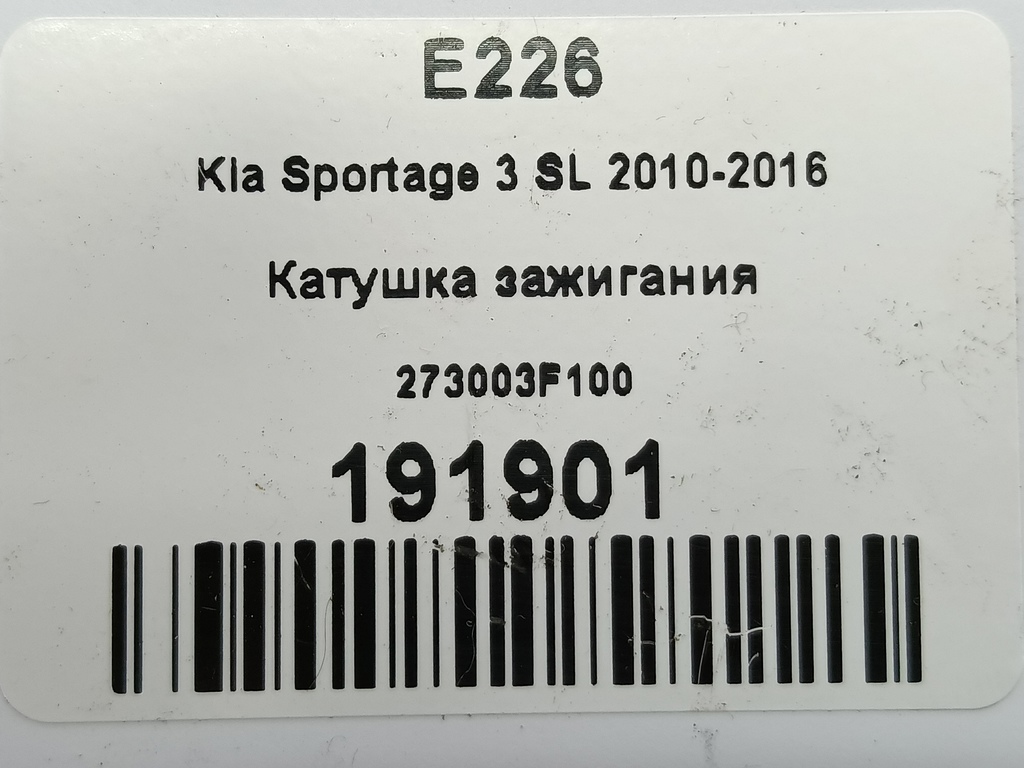 E226
Kia Sportage 3 SL 2010-2016
Катушка зажигания
273003F100
191901